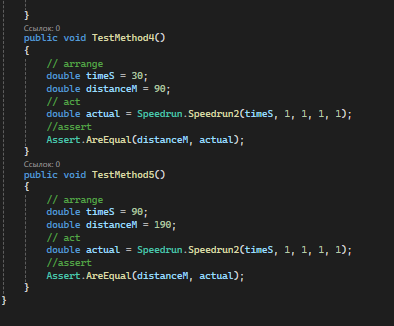 }
Ссылок: 0
public void TestMethod4()
{
// arrange
double timeS = 30;
double distanceM = 90;
// act
double actual = Speedrun.Speedrun2(timeS, 1, 1, 1, 1);
//assert
Assert.AreEqual(distanceM, actual);
}
Ссылок: 0
public void TestMethod5()
{
// arrange
double timeS = 90;
double distanceM = 190;
// act
double actual = Speedrun.Speedrun2(timeS, 1, 1, 1, 1);
//assert
Assert.AreEqual(distanceM, actual);
}
}